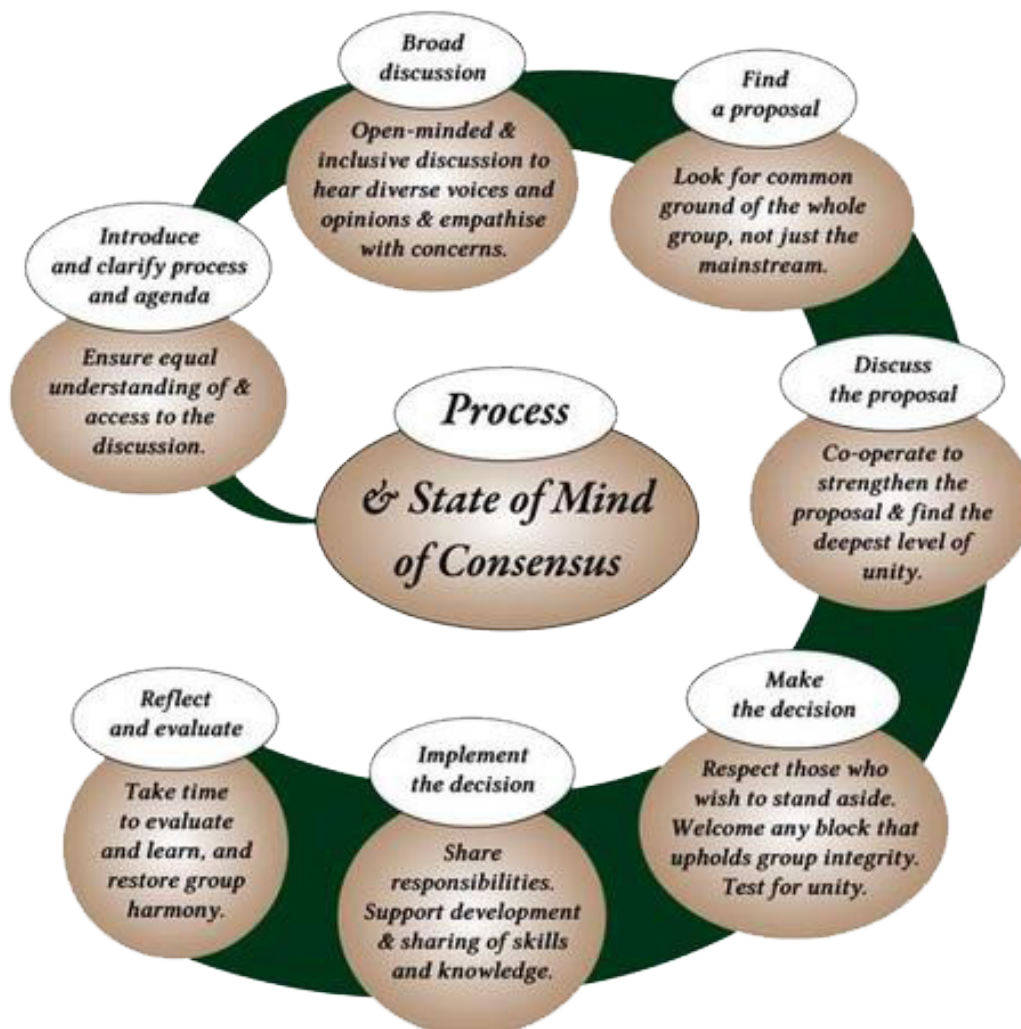 Process
& State of Mind
of Consensus
Introduce
and clarify process
and agenda
Ensure equal
understanding of &
access to the
discussion.
Broad
discussion
Open-minded &
inclusive discussion to
hear diverse voices and
opinions & empathise
with concerns.
Find
a proposal
Look for common
ground of the whole
group, not just the
mainstream.
Discuss
the proposal
Co-operate to
strengthen the
proposal & find the
deepest level of
unity.
Make
the decision
Respect those who
wish to stand aside.
Welcome any block that
upholds group integrity.
Test for unity.
Implement
the decision
Share
responsibilities.
Support development
& sharing of skills
and knowledge.
Reflect
and evaluate
Take time
to evaluate
and learn, and
restore group
harmony.